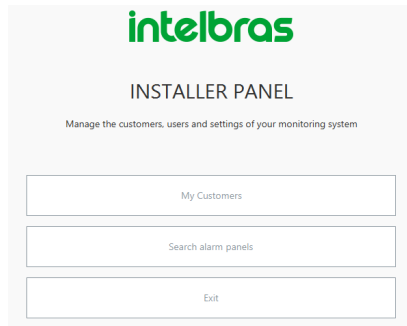 intelbras
INSTALLER PANEL
Manage the customers, users and settings of your monitoring system
My Customers
Search alarm panels
Exit